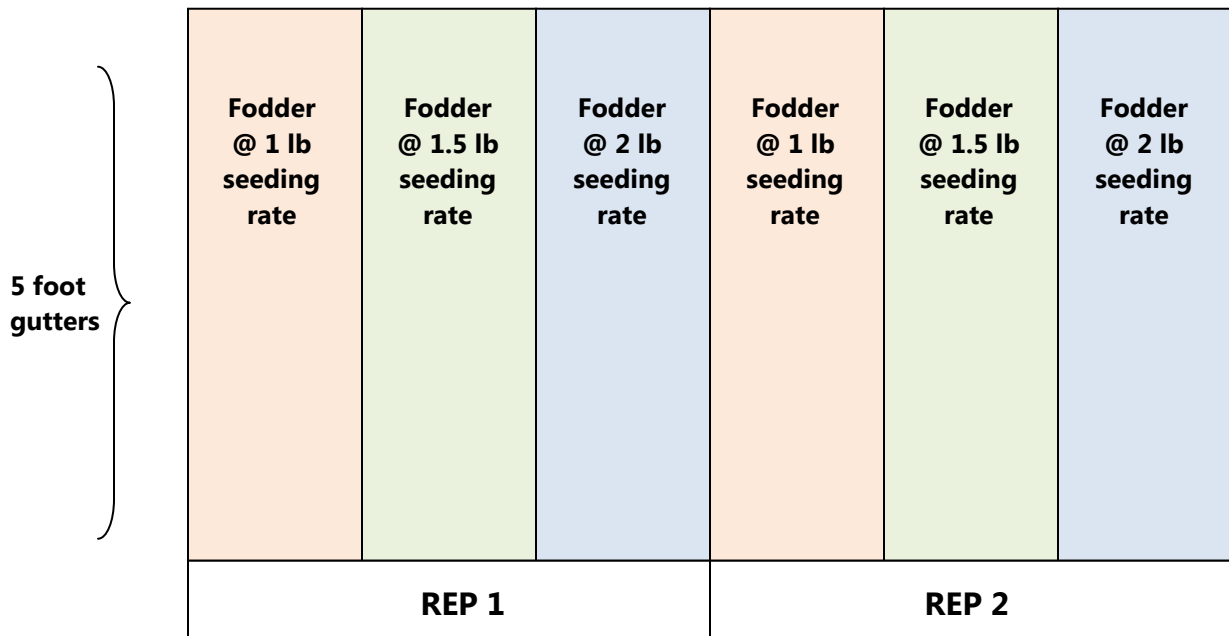 Fodder
@ 1 lb
seeding
rate
Fodder
@ 1.5 lb
seeding
rate
Fodder
@ 2 lb
seeding
rate
Fodder
@ 1 lb
seeding
rate
Fodder
@ 1.5 lb
seeding
rate
Fodder
@ 2 lb
seeding
rate
5 foot
gutters
REP 1
REP 2